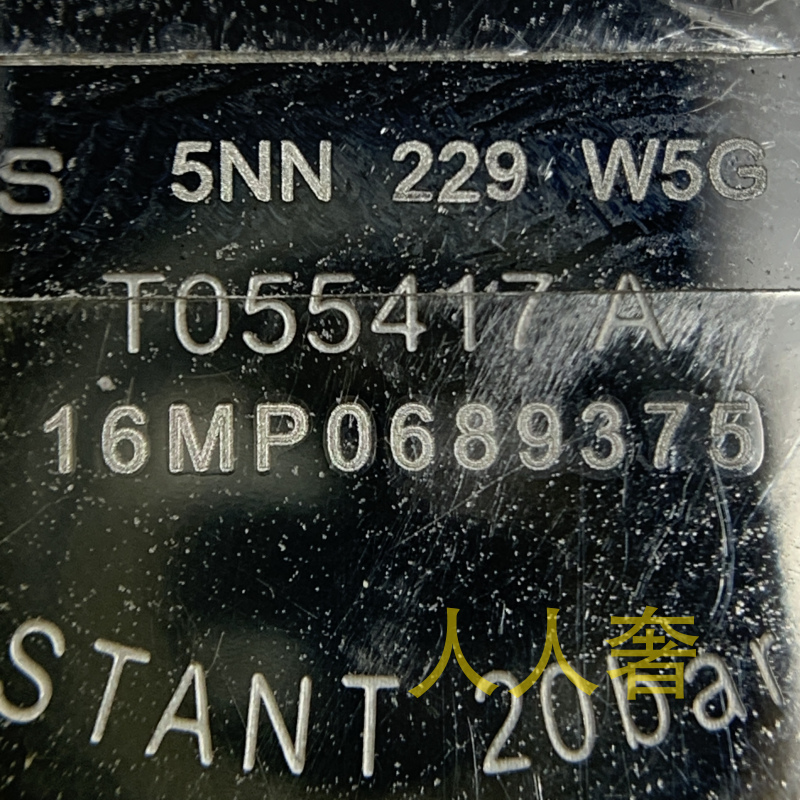 S 5NN 229 W5G
T055417 A
16MP0689375
STANT 20bar
人人奢